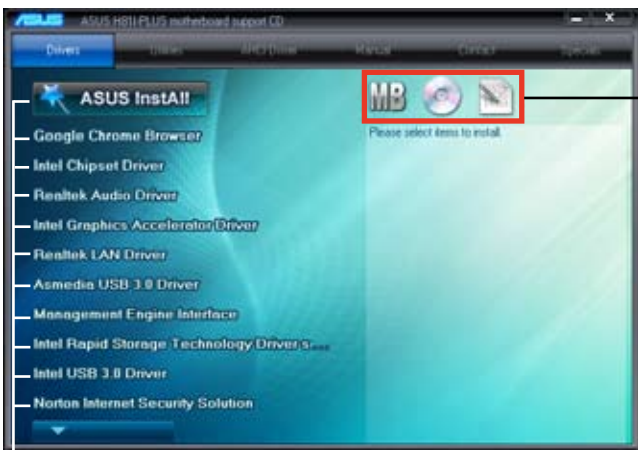 ASUS ASUS H81I-PLUS motherboard support CD
Drivers Utilities AHCI Driver Manual Contact Specials
ASUS InstAll
MB
Please select items to install.
Google Chrome Browser
Intel Chipset Driver
Realtek Audio Driver
Intel Graphics Accelerator Driver
Realtek LAN Driver
Asmedia USB 3.0 Driver
Management Engine Interface
Intel Rapid Storage Technology Driver s....
Intel USB 3.0 Driver
Norton Internet Security Solution